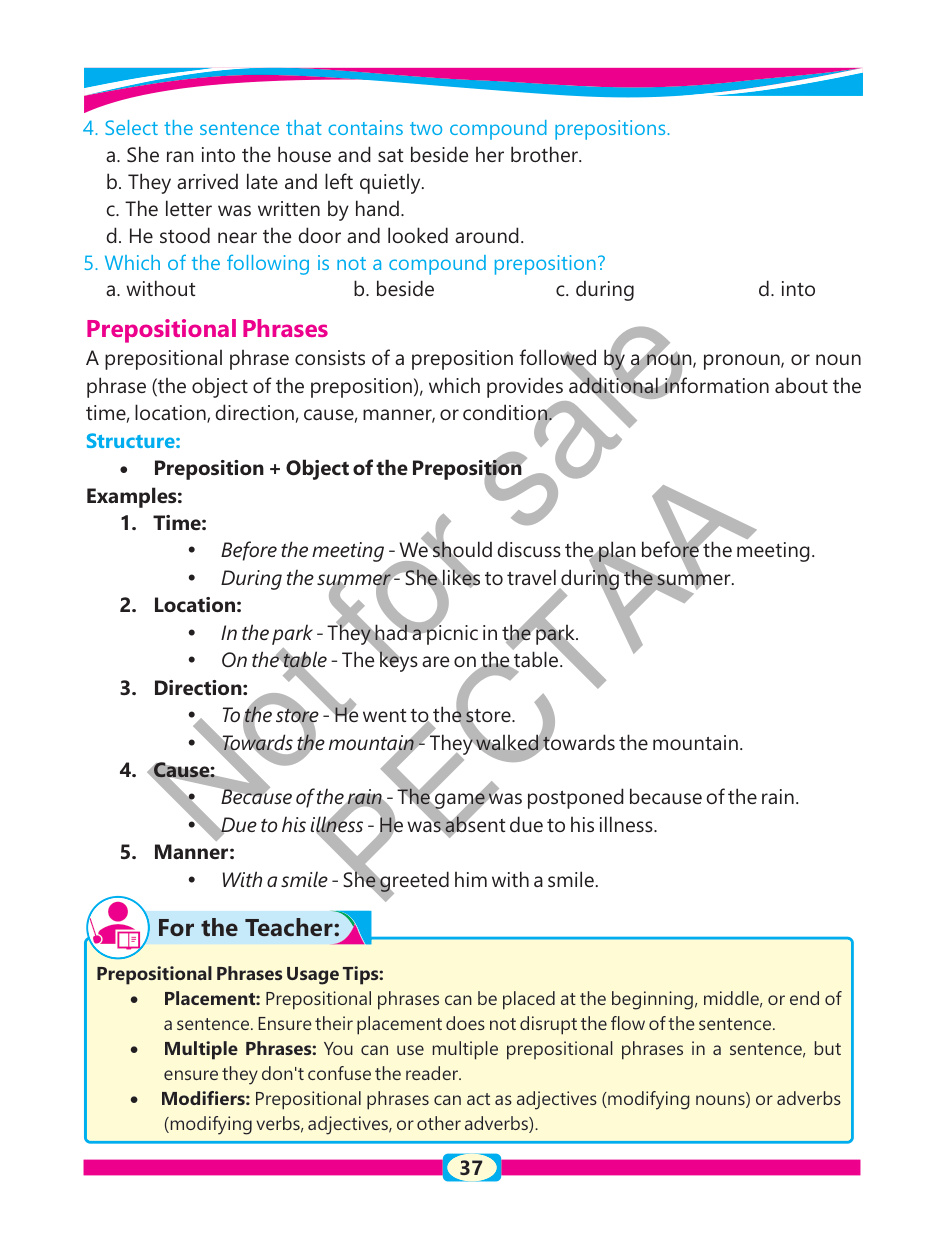 4. Select the sentence that contains two compound prepositions.
a. She ran into the house and sat beside her brother.
b. They arrived late and left quietly.
c. The letter was written by hand.
d. He stood near the door and looked around.
5. Which of the following is not a compound preposition?
a. without b. beside c. during d. into
Prepositional Phrases
A prepositional phrase consists of a preposition followed by a noun, pronoun, or noun
phrase (the object of the preposition), which provides additional information about the
time, location, direction, cause, manner, or condition.
Structure:
• Preposition + Object of the Preposition
Examples:
1. Time:
• Before the meeting - We should discuss the plan before the meeting.
• During the summer - She likes to travel during the summer.
2. Location:
• In the park - They had a picnic in the park.
• On the table - The keys are on the table.
3. Direction:
• To the store - He went to the store.
• Towards the mountain - They walked towards the mountain.
4. Cause:
• Because of the rain - The game was postponed because of the rain.
• Due to his illness - He was absent due to his illness.
5. Manner:
• With a smile - She greeted him with a smile.
Not for sale
PECTAA
For the Teacher:
Prepositional Phrases Usage Tips:
• Placement: Prepositional phrases can be placed at the beginning, middle, or end of
a sentence. Ensure their placement does not disrupt the flow of the sentence.
• Multiple Phrases: You can use multiple prepositional phrases in a sentence, but
ensure they don't confuse the reader.
• Modifiers: Prepositional phrases can act as adjectives (modifying nouns) or adverbs
(modifying verbs, adjectives, or other adverbs).
37